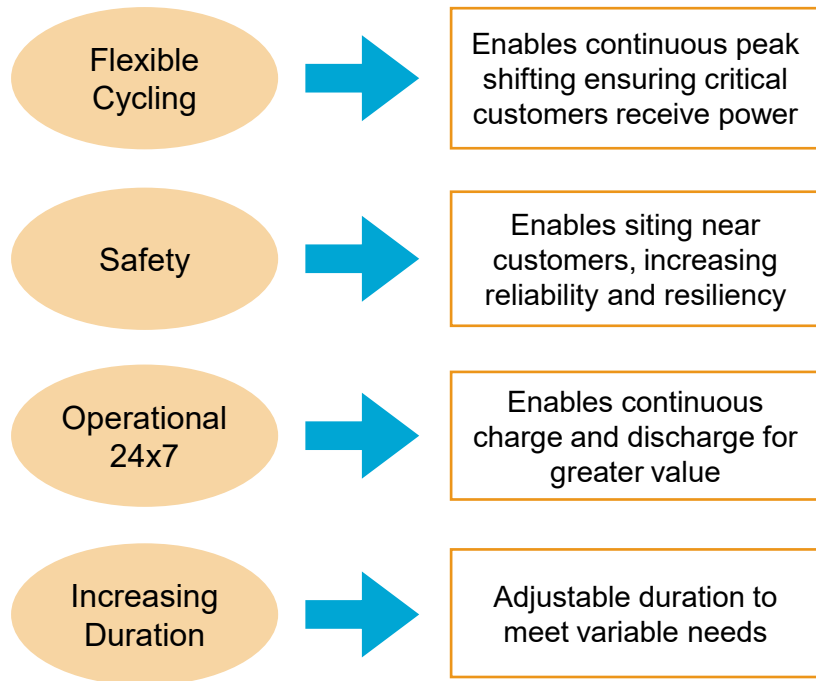 Flexible
Cycling
Enables continuous peak
shifting ensuring critical
customers receive power
Safety
Enables siting near
customers, increasing
reliability and resiliency
Operational
24x7
Enables continuous
charge and discharge for
greater value
Increasing
Duration
Adjustable duration to
meet variable needs